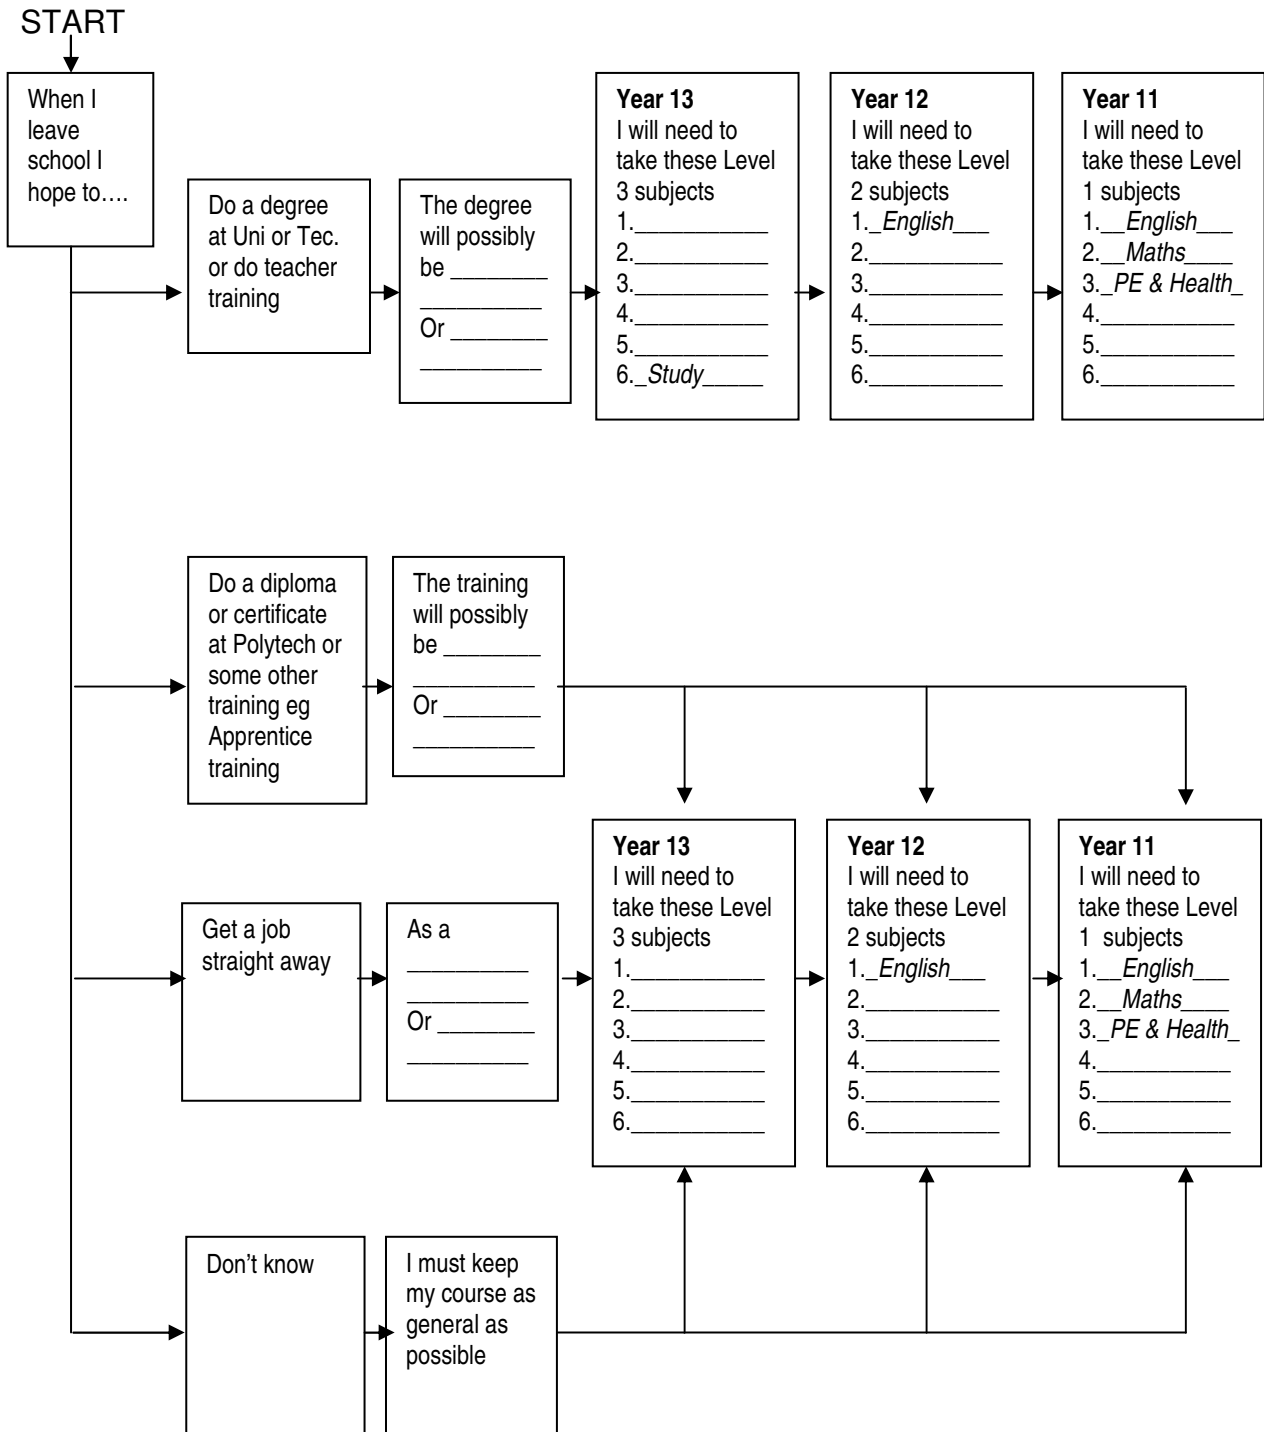 START
When I
leave
school I
hope to….
Do a degree
at Uni or Tec.
or do teacher
training
The degree
will possibly
be ________
__________
Or ________
__________
Year 13
I will need to
take these Level
3 subjects
1.___________
2.___________
3.___________
4.___________
5.___________
6._Study_____
Year 12
I will need to
take these Level
2 subjects
1._English___
2.___________
3.___________
4.___________
5.___________
6.___________
Year 11
I will need to
take these Level
1 subjects
1.__English___
2.__Maths____
3._PE & Health_
4.___________
5.___________
6.___________
Do a diploma
or certificate
at Polytech or
some other
training eg
Apprentice
training
The training
will possibly
be ________
__________
Or ________
__________
Get a job
straight away
As a
__________
__________
Or ________
__________
Year 13
I will need to
take these Level
3 subjects
1.___________
2.___________
3.___________
4.___________
5.___________
6.___________
Year 12
I will need to
take these Level
2 subjects
1._English___
2.___________
3.___________
4.___________
5.___________
6.___________
Year 11
I will need to
take these Level
1 subjects
1.__English___
2.__Maths____
3._PE & Health_
4.___________
5.___________
6.___________
Don't know
I must keep
my course as
general as
possible